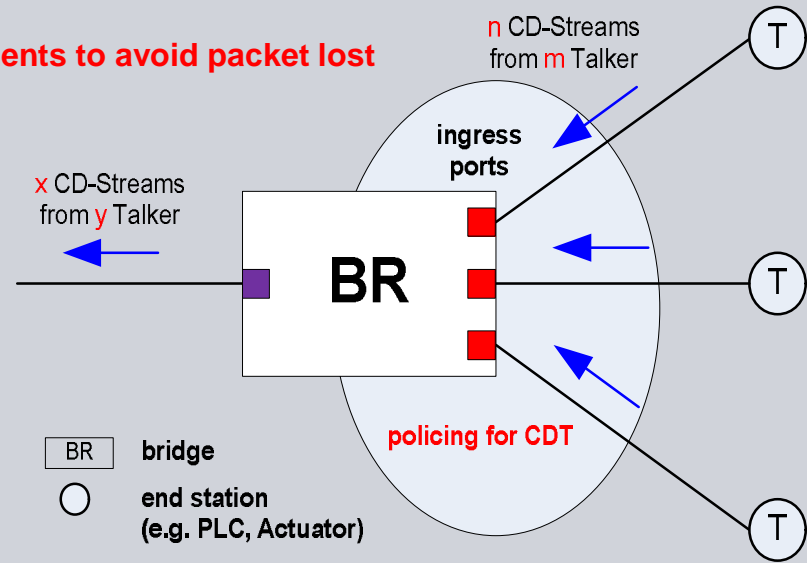 ents to avoid packet lost
n CD-Streams
from m Talker
T
ingress
ports
x CD-Streams
from y Talker
BR
T
policing for CDT
BR bridge
end station
(e.g. PLC, Actuator)
T